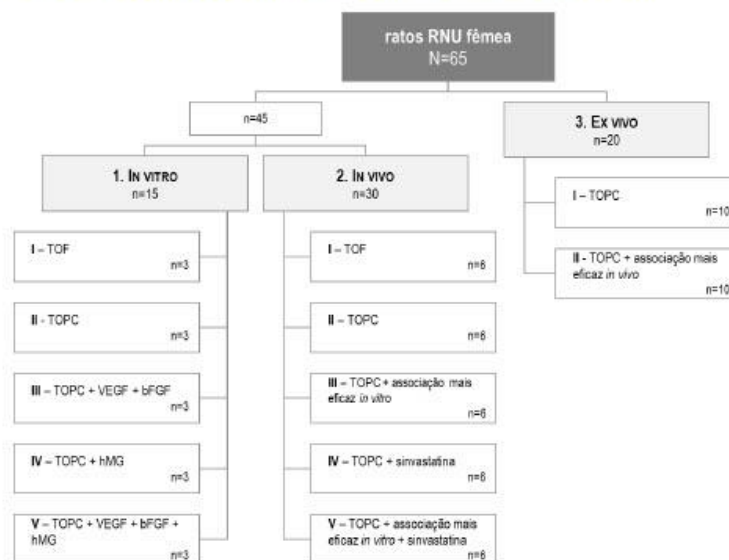 ratos RNU fêmea
N=65
n=45
1. IN VITRO
n=15
I – TOF
n=3
II - TOPC
n=3
III – TOPC + VEGF + bFGF
n=3
IV – TOPC + hMG
n=3
V – TOPC + VEGF + bFGF +
hMG
n=3
2. IN VIVO
n=30
I – TOF
n=6
II – TOPC
n=6
III – TOPC + associação mais
eficaz in vitro
n=6
IV – TOPC + sinvastatina
n=6
V – TOPC + associação mais
eficaz in vitro + sinvastatina
n=6
3. EX VIVO
n=20
I – TOPC
n=10
II - TOPC + associação mais
eficaz in vivo
n=10